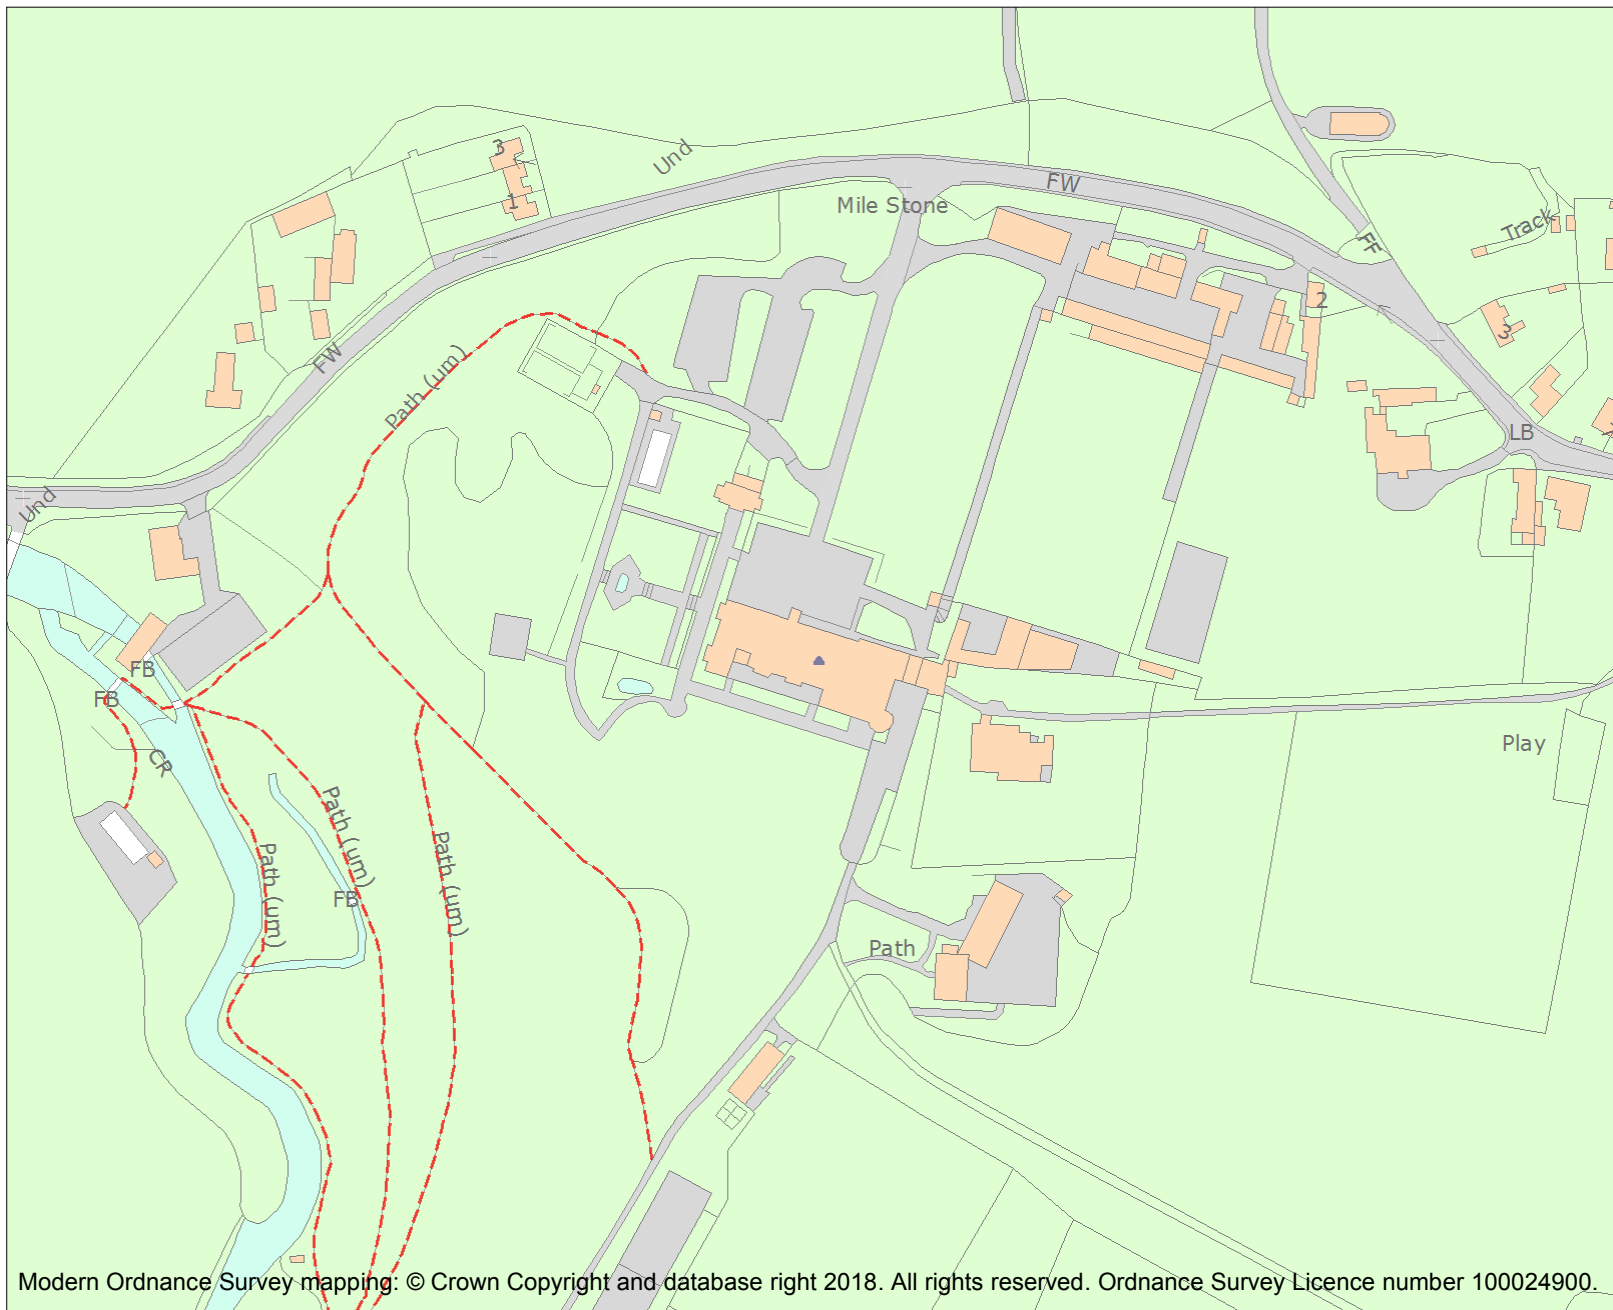 3
Und
1
FW
Mile Stone
Track
FF
2
3
FW
Path (um)
LB
Und
FB
FB
CR
Play
Path (um)
Path (um)
Path (um)
FB
Path
Modern Ordnance Survey mapping: © Crown Copyright and database right 2018. All rights reserved. Ordnance Survey Licence number 100024900.